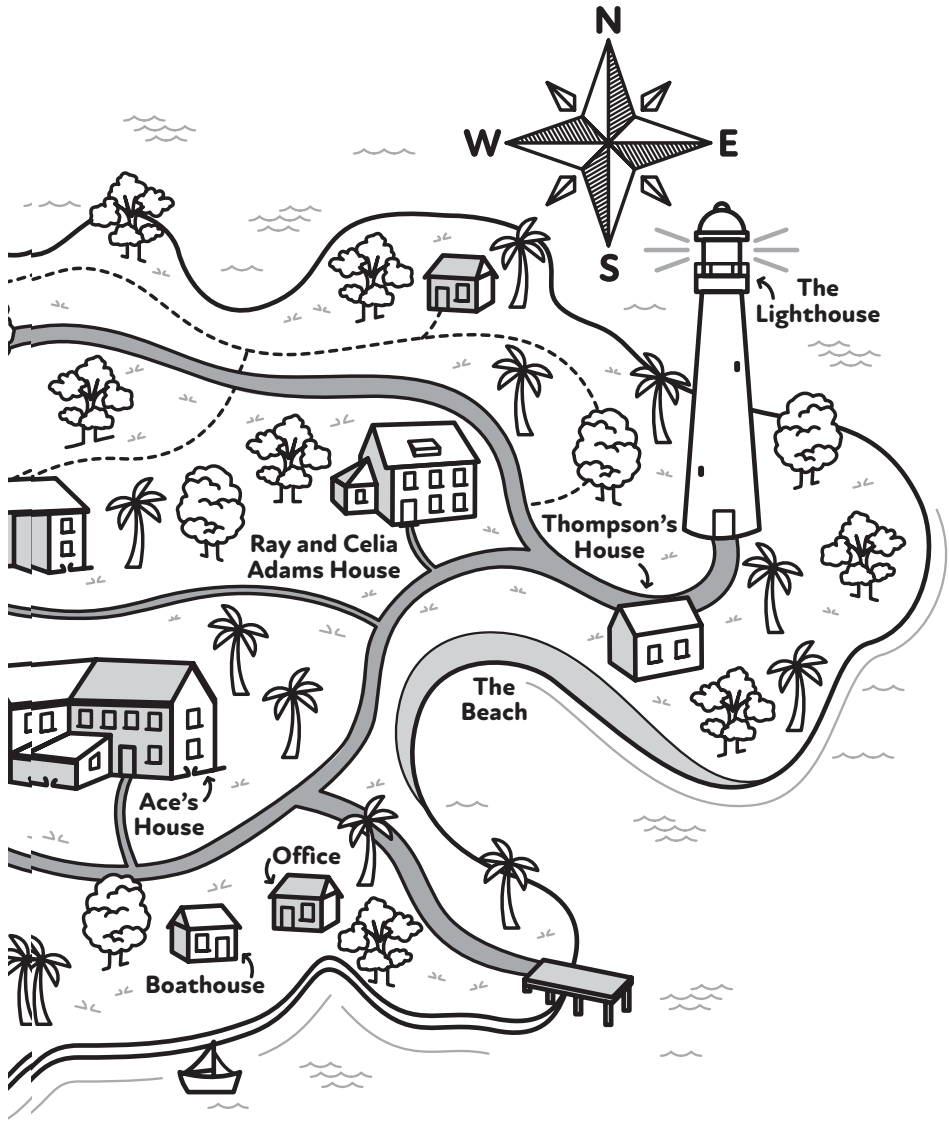 N
W
E
S
The
Lighthouse
Thompson's
House
Ray and Celia
Adams House
The
Beach
Ace's
House
Office
Boathouse